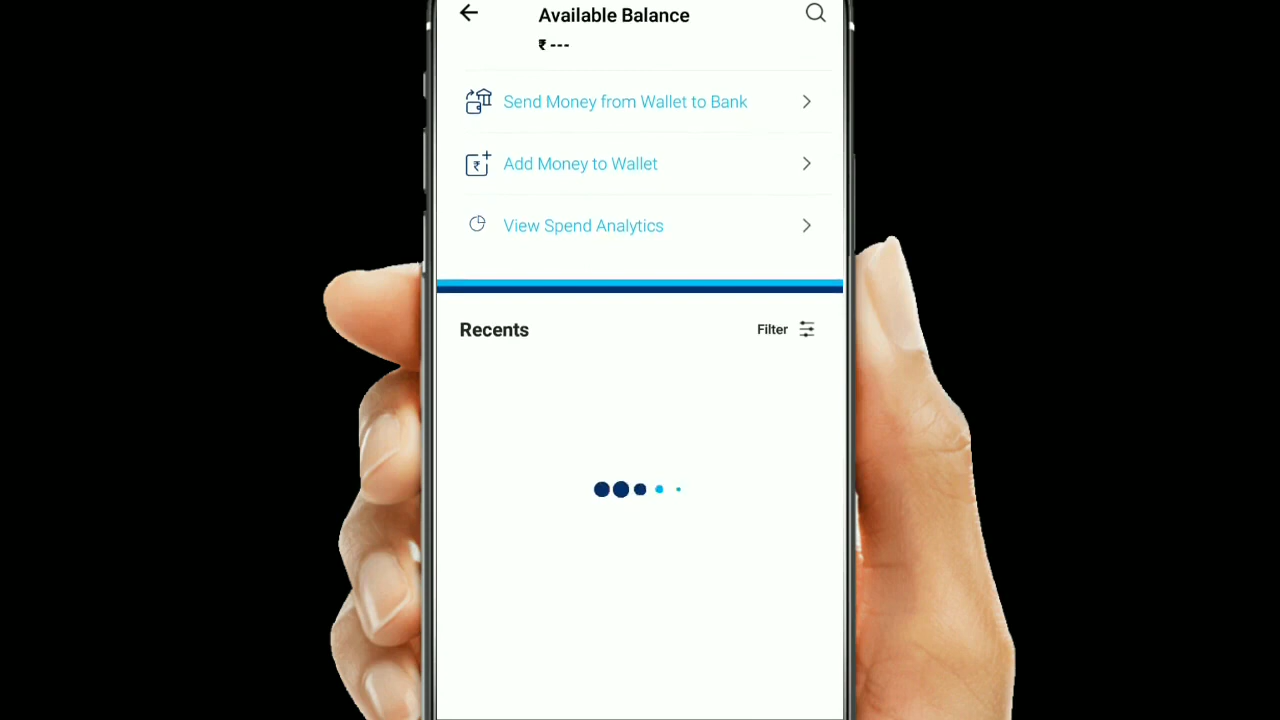 Available Balance
₹ ---
Send Money from Wallet to Bank
Add Money to Wallet
View Spend Analytics
Recents
Filter